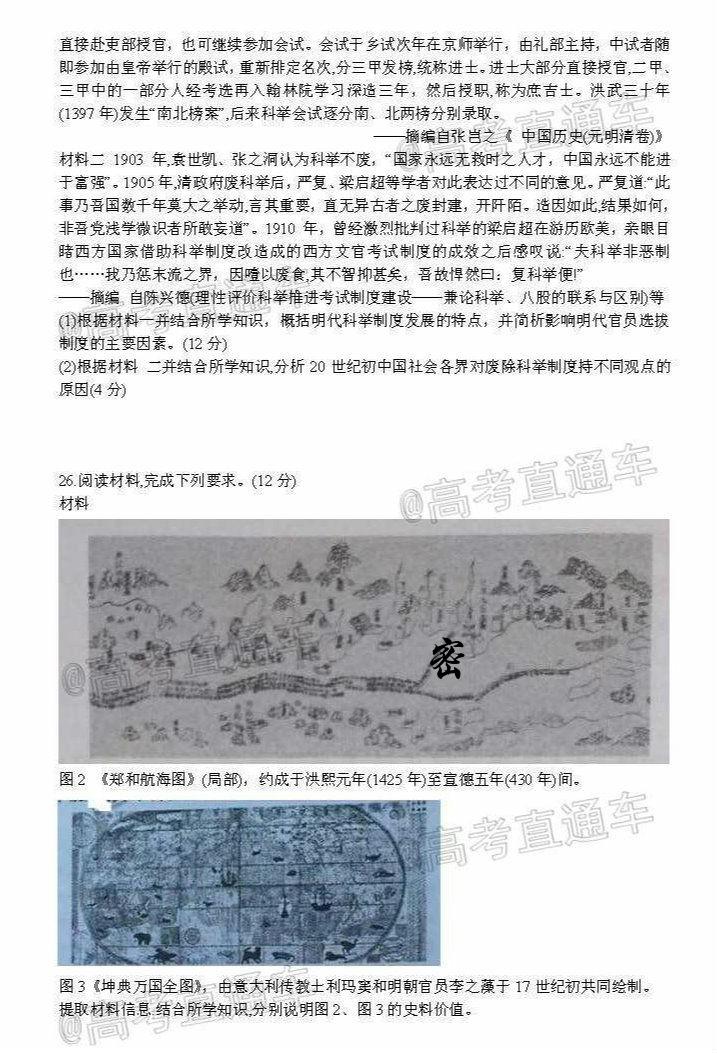 直接赴吏部授官，也可继续参加会试。会试于乡试次年在京师举行，由礼部主持，中试者随
即参加由皇帝举行的殿试，重新排定名次,分三甲发榜,统称进士。进士大部分直接授官,二甲、
三甲中的一部分人经考选再入翰林院学习深造三年，然后授职,称为庶吉士。洪武三十年
(1397年)发生“南北榜案”,后来科举会试逐分南、北两榜分别录取。
——摘编自张岂之《 中国历史(元明清卷)》
材料二 1903 年,袁世凯、张之洞认为科举不废，“国家永远无救时之人才，中国永远不能进
于富强”。1905年,清政府废科举后，严复、梁启超等学者对此表达过不同的意见。严复道:“此
事乃吾国数千年莫大之举动,言其重要，直无异古者之废封建，开阡陌。造因如此,结果如何，
非吾党浅学微识者所敢妄道”。1910 年，曾经激烈批判过科举的梁启超在游历欧美，亲眼目
睹西方国家借助科举制度改造成的西方文官考试制度的成效之后感叹说:“夫科举非恶制
也……我乃惩末流之界，因噎以废食,其不智抑甚矣，吾故悍然曰：复科举便!”
——摘编 自陈兴德(理性评价科举推进考试制度建设——兼论科举、八股的联系与区别)等
(1)根据材料一并结合所学知识，概括明代科举制度发展的特点，并简析影响明代官员选拔
制度的主要因素。(12分)
(2)根据材料 二并结合所学知识,分析20世纪初中国社会各界对废除科举制度持不同观点的
原因(4 分)
26.阅读材料,完成下列要求。(12分)
@高考直通车
材料
密
@高考直通车
图2 《郑和航海图》(局部)，约成于洪熙元年(1425年)至宣德五年(430年)间。
@高考直通车
图3《坤典万国全图》，由意大利传教士利玛窦和明朝官员李之藻于17世纪初共同绘制。
提取材料信息.结合所学知识,分别说明图2、图3的史料价值。
@高考直通车